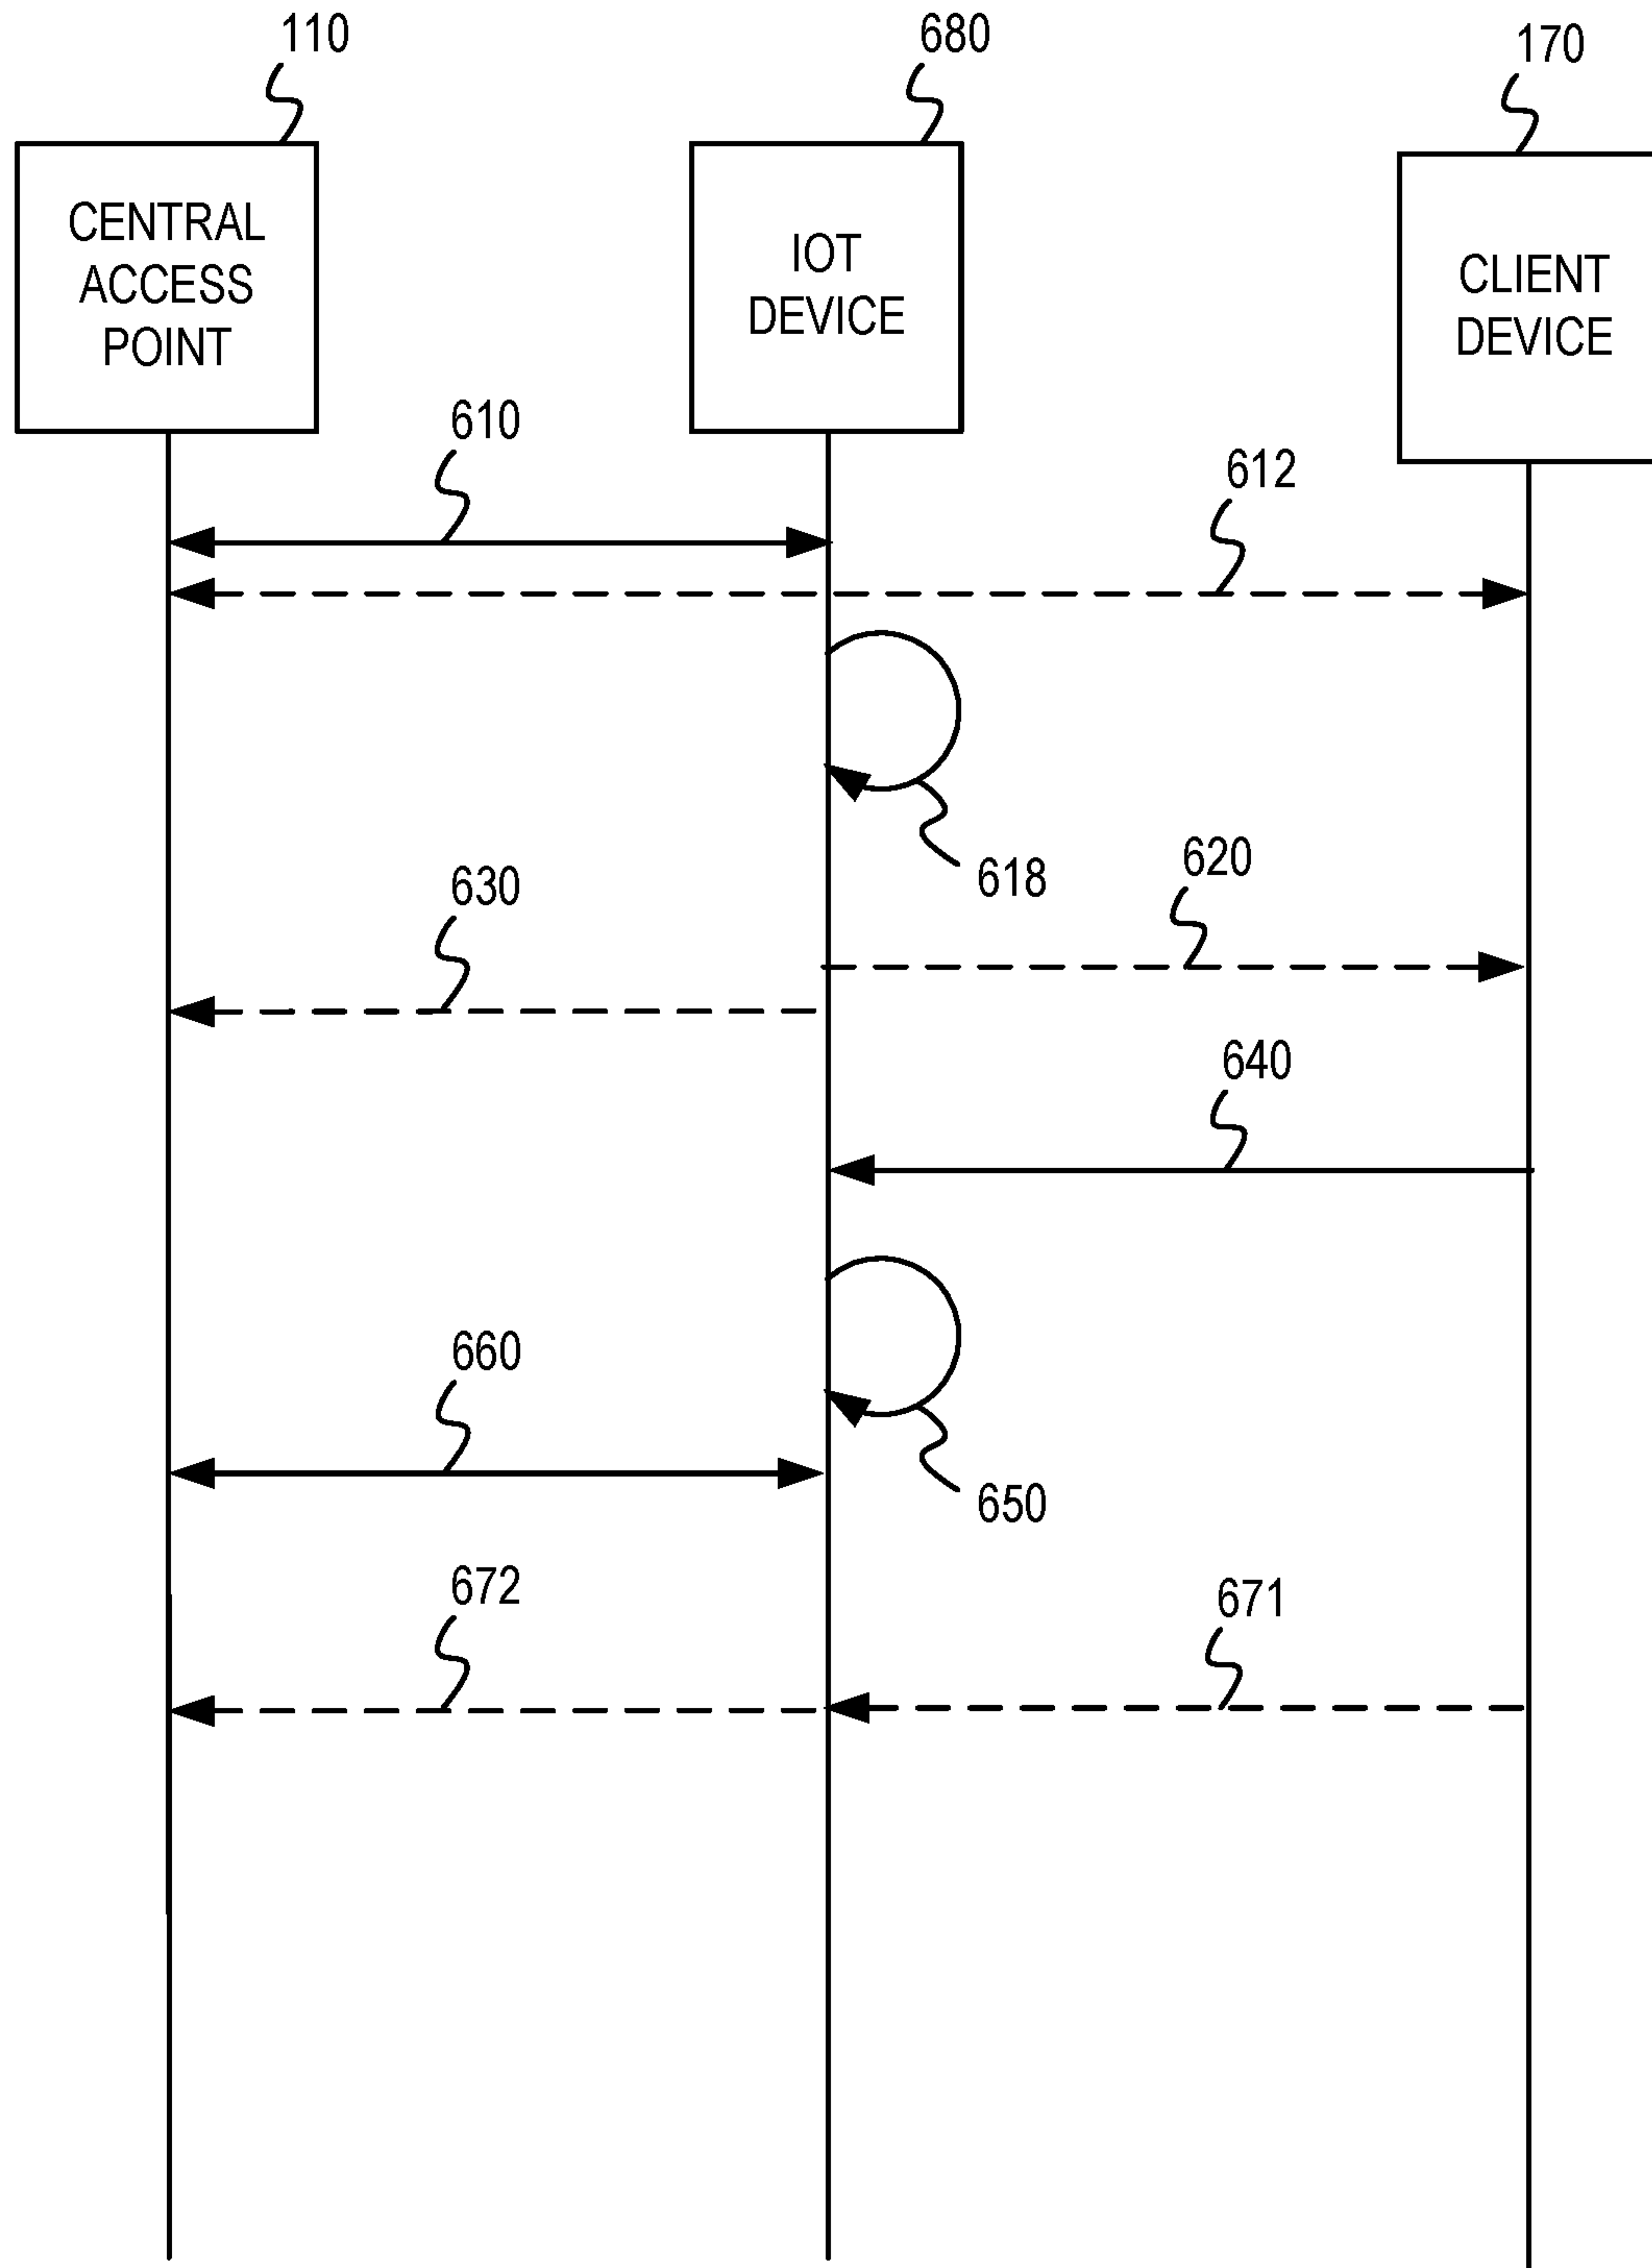 110
680
170
CENTRAL
ACCESS
POINT
IOT
DEVICE
CLIENT
DEVICE
610
612
618
620
630
640
660
650
672
671